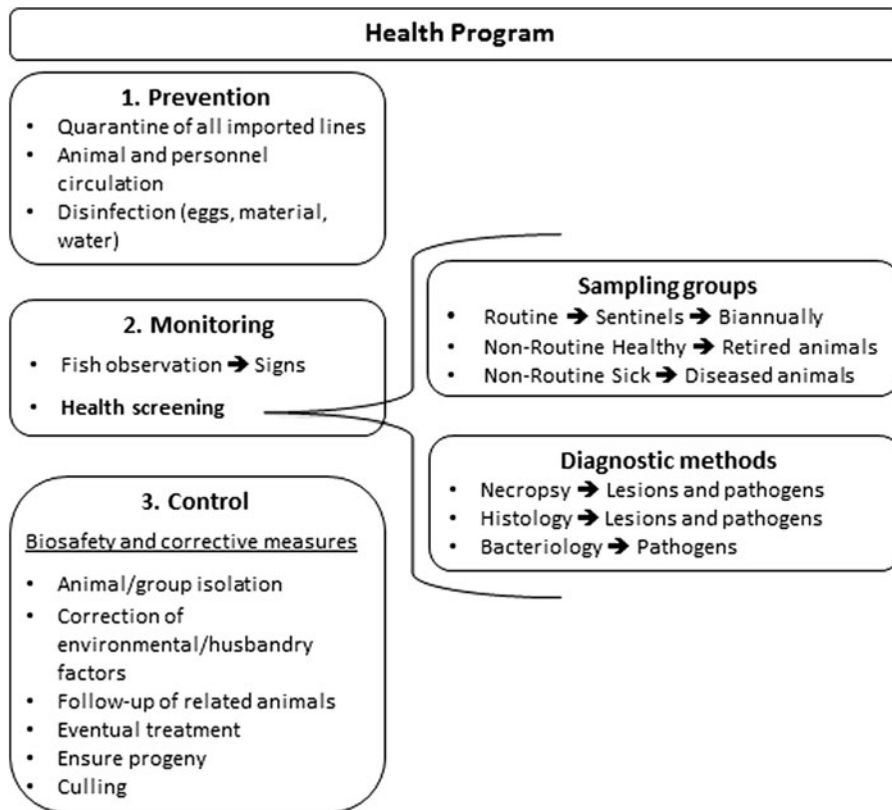 Health Program
1. Prevention
• Quarantine of all imported lines
• Animal and personnel
circulation
• Disinfection (eggs, material,
water)
2. Monitoring
• Fish observation ➔ Signs
• Health screening
Sampling groups
• Routine ➔ Sentinels ➔ Biannually
• Non-Routine Healthy ➔ Retired animals
• Non-Routine Sick ➔ Diseased animals
Diagnostic methods
• Necropsy ➔ Lesions and pathogens
• Histology ➔ Lesions and pathogens
• Bacteriology ➔ Pathogens
3. Control
Biosafety and corrective measures
• Animal/group isolation
• Correction of
environmental/husbandry
factors
• Follow-up of related animals
• Eventual treatment
• Ensure progeny
• Culling